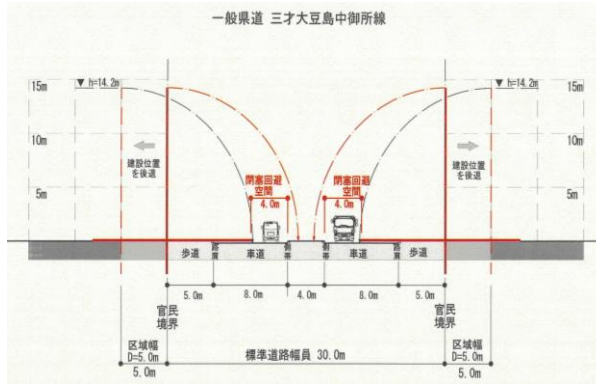 一般県道 三才大豆島中御所線
15m
▼ h=14.2m
▼ h=14.2m
15m
10m
10m
建設位置
を後退
建設位置
を後退
閉塞回避
空間
4.0m
閉塞回避
空間
4.0m
5m
5m
歩道
路肩
車道
側帯
側帯
車道
路肩
歩道
5.0m
8.0m
4.0m
8.0m
5.0m
官民
境界
官民
境界
区域幅
D=5.0m
標準道路幅員 30.0m
区域幅
D=5.0m
5.0m
5.0m